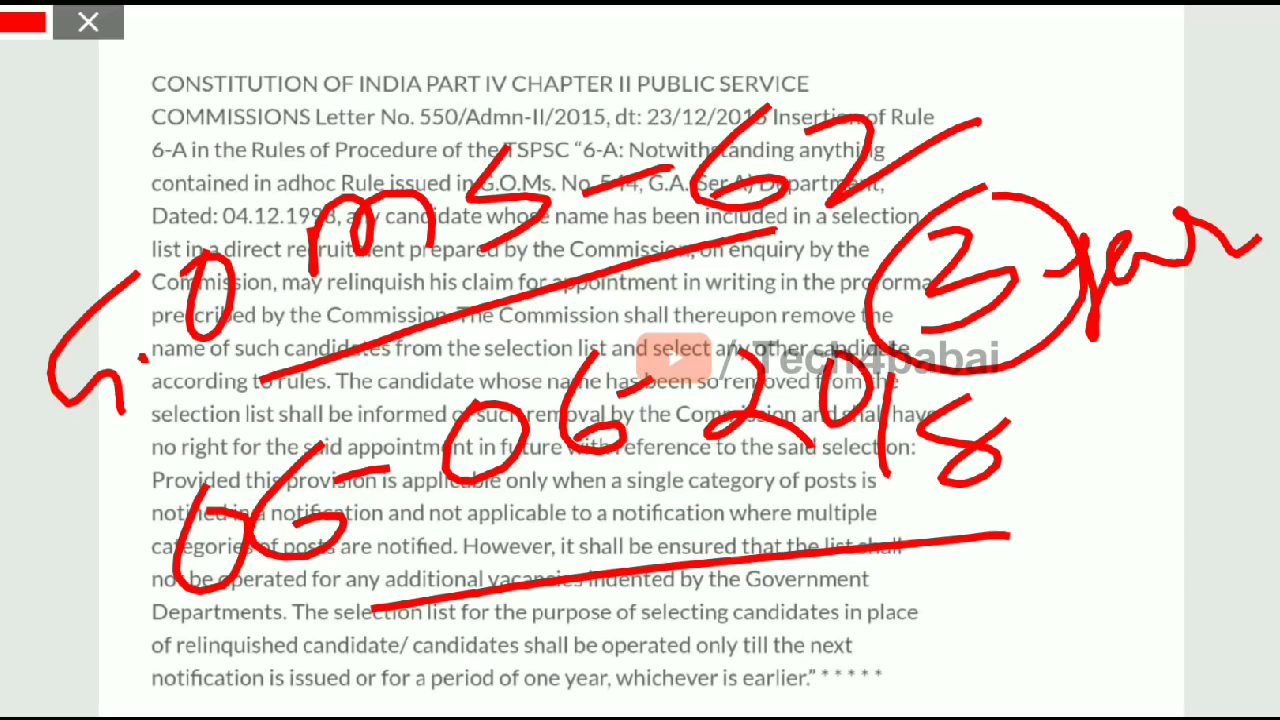 CONSTITUTION OF INDIA PART IV CHAPTER II PUBLIC SERVICE
COMMISSIONS Letter No. 550/Admn-II/2015, dt: 23/12/2015 Insertion of Rule
6-A in the Rules of Procedure of the TSPSC “6-A: Notwithstanding anything
contained in adhoc Rule issued in G.O.Ms. No. 544, G.A. (Ser.A) Department,
Dated: 04.12.1998, any candidate whose name has been included in a selection
list in a direct recruitment prepared by the Commission, on enquiry by the
Commission, may relinquish his claim for appointment in writing in the proforma
prescribed by the Commission. The Commission shall thereupon remove the
name of such candidates from the selection list and select any other candidate
according to rules. The candidate whose name has been so removed from the
selection list shall be informed of such removal by the Commission and shall have
no right for the said appointment in future with reference to the said selection:
Provided this provision is applicable only when a single category of posts is
notified in a notification and not applicable to a notification where multiple
categories of posts are notified. However, it shall be ensured that the list shall
not be operated for any additional vacancies indented by the Government
Departments. The selection list for the purpose of selecting candidates in place
of relinquished candidate/ candidates shall be operated only till the next
notification is issued or for a period of one year, whichever is earlier.” * * * * *
G.O ms - 62
3
06-06-2018
/Tech4babai